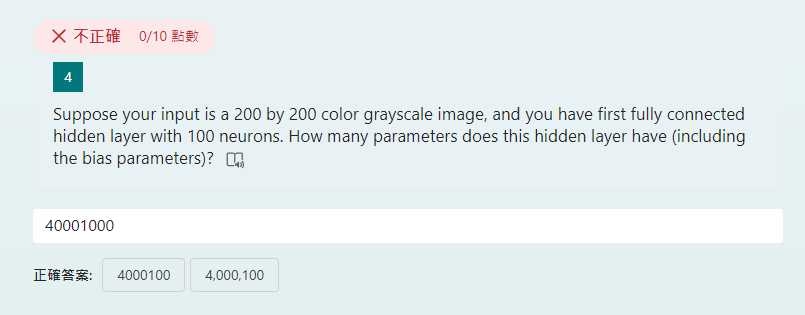 不正確 0/10 點數
4
Suppose your input is a 200 by 200 color grayscale image, and you have first fully connected
hidden layer with 100 neurons. How many parameters does this hidden layer have (including
the bias parameters)?
40001000
正確答案: 4000100 4,000,100